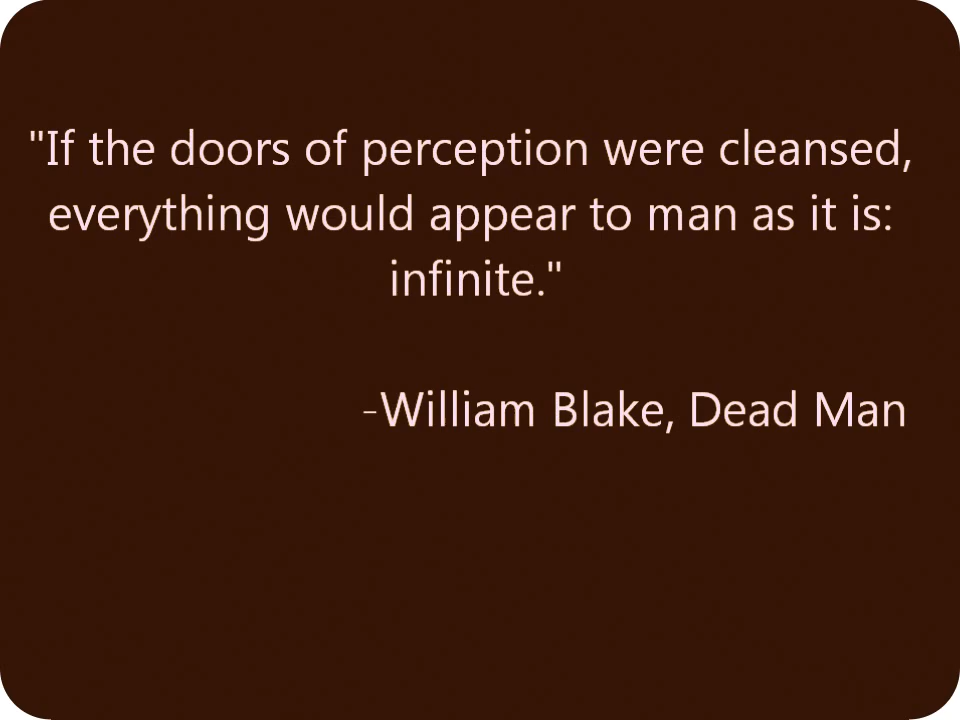 "If the doors of perception were cleansed,
everything would appear to man as it is:
infinite."
-William Blake, Dead Man